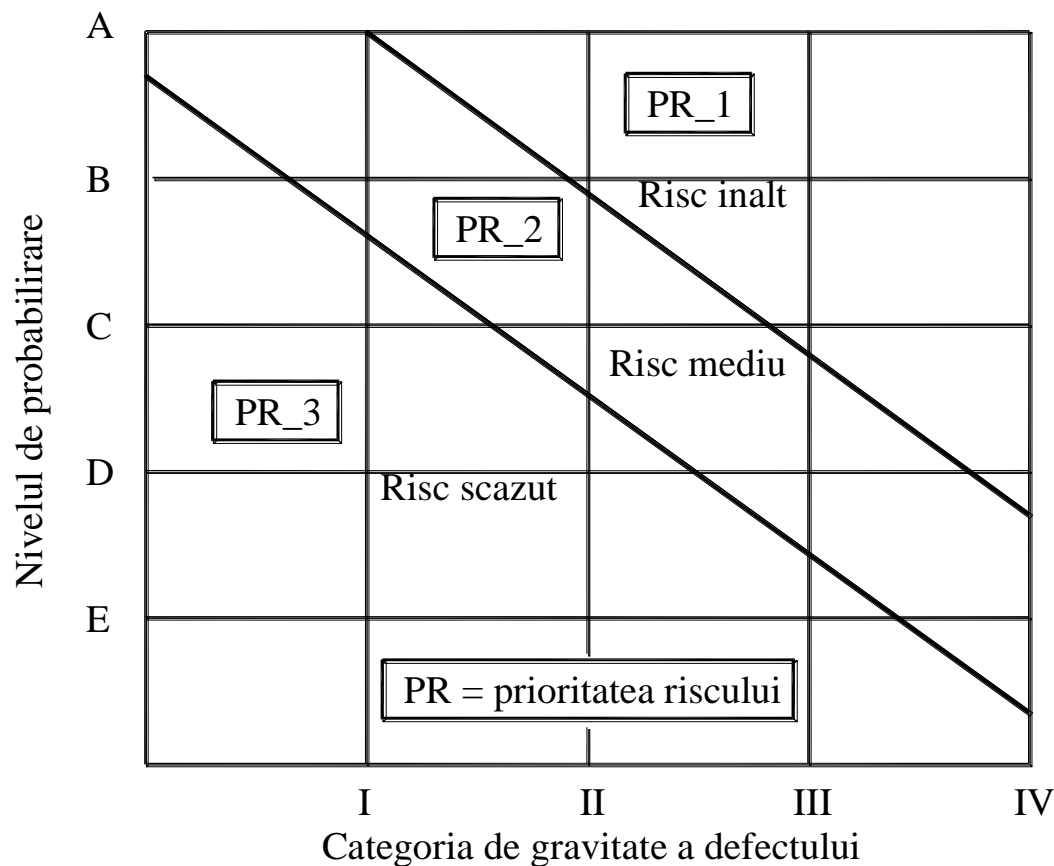 A
PR_1
B
Risc inalt
PR_2
C
Risc mediu
PR_3
D
Risc scazut
E
PR = prioritatea riscului
I II III IV
Categoria de gravitate a defectului
Nivelul de probabilirare